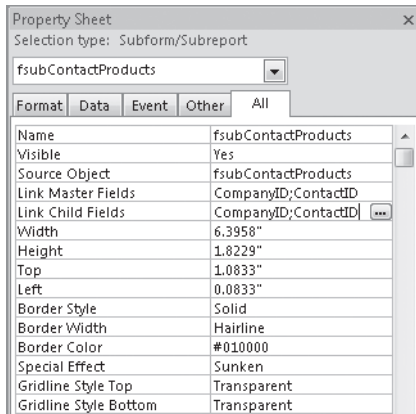 Property Sheet
Selection type: Subform/Subreport
fsubContactProducts
Format Data Event Other All
Name fsubContactProducts
Visible Yes
Source Object fsubContactProducts
Link Master Fields CompanyID;ContactID
Link Child Fields CompanyID;ContactID ...
Width 6.3958"
Height 1.8229"
Top 1.0833"
Left 0.0833"
Border Style Solid
Border Width Hairline
Border Color #010000
Special Effect Sunken
Gridline Style Top Transparent
Gridline Style Bottom Transparent